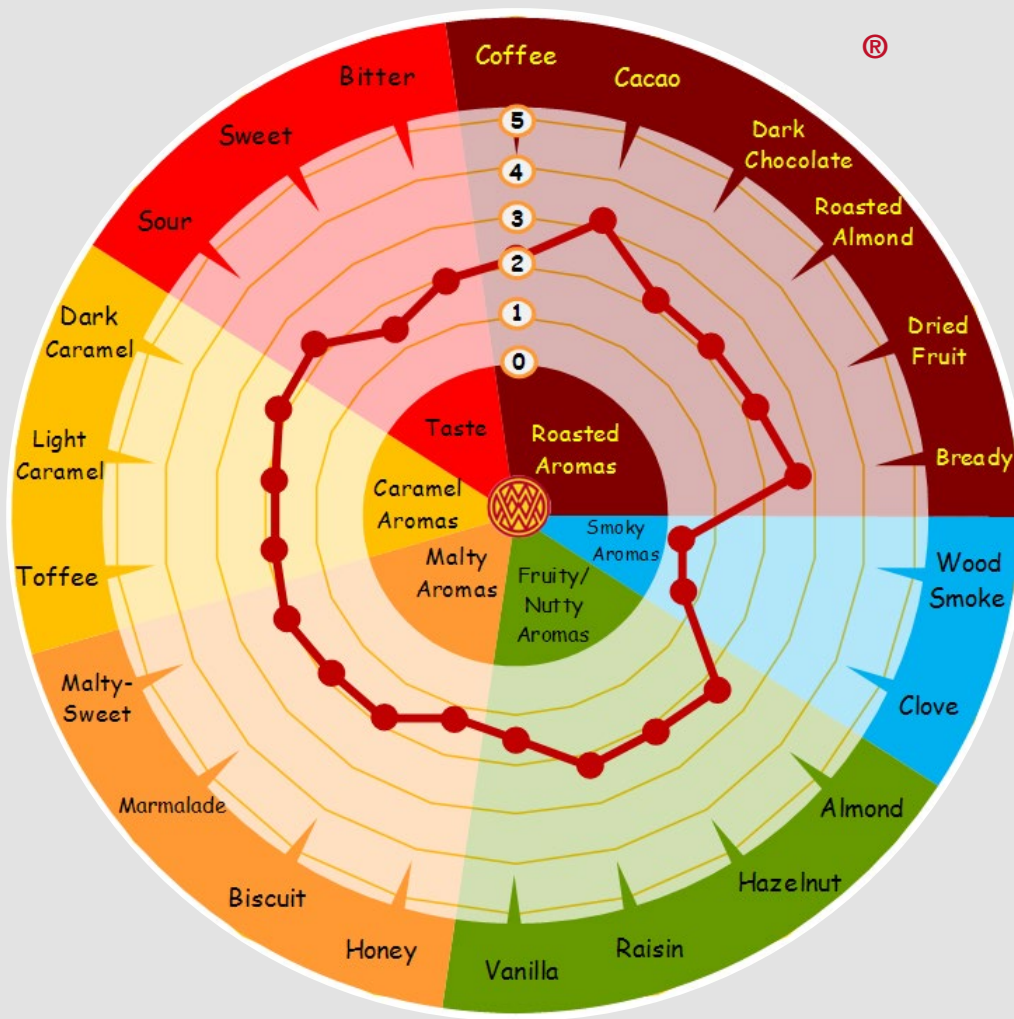 ®
Coffee
Cacao
Dark
Chocolate
Roasted
Almond
Dried
Fruit
Bready
Wood
Smoke
Clove
Almond
Hazelnut
Raisin
Vanilla
Honey
Biscuit
Marmalade
Malty-
Sweet
Toffee
Light
Caramel
Dark
Caramel
Sour
Sweet
Bitter
5
4
3
2
1
0
Taste
Roasted
Aromas
Caramel
Aromas
Smoky
Aromas
Malty
Aromas
Fruity/
Nutty
Aromas